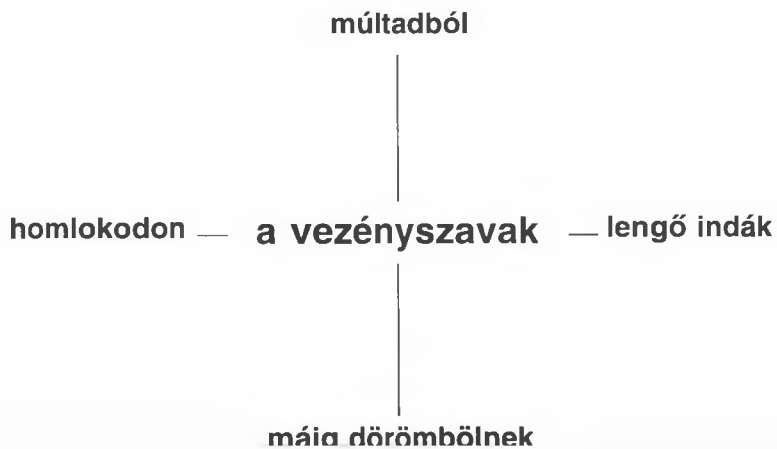 múltadból
homlokodon — a vezényszavak — lengő indák
máig dörömbölnek